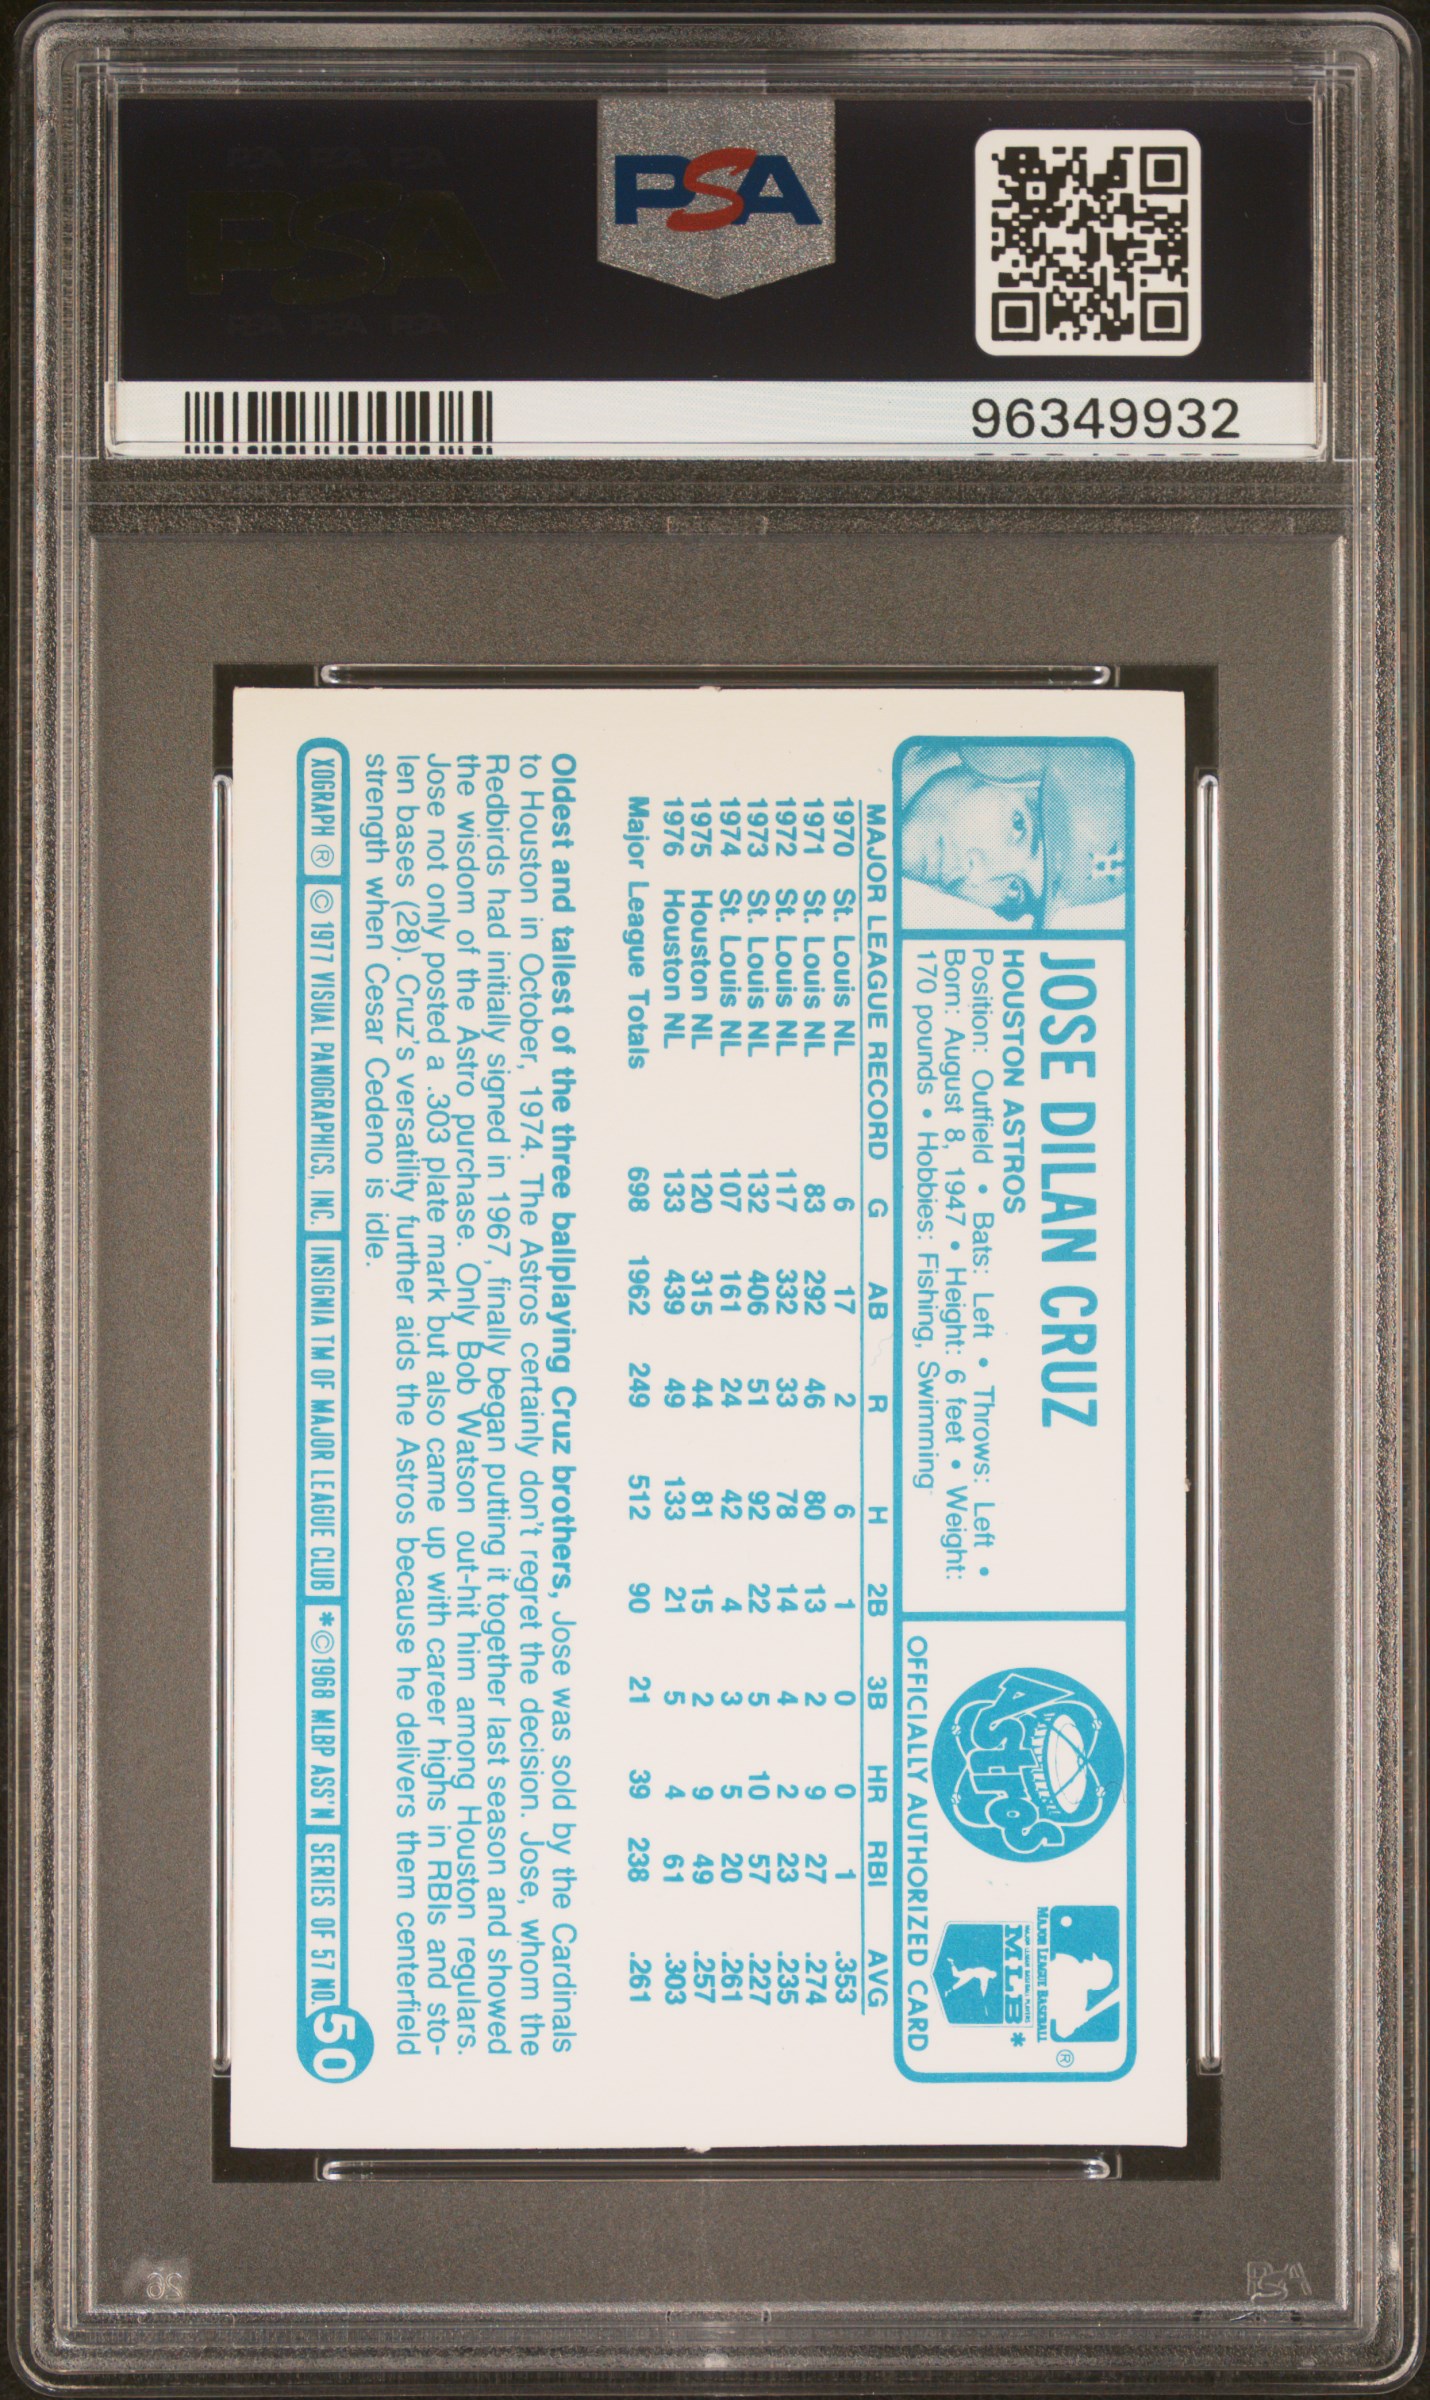 PSA
96349932
JOSE DILAN CRUZ
HOUSTON ASTROS
Position: Outfield • Bats: Left • Throws: Left •
Born: August 8, 1947 • Height: 6 feet • Weight:
170 pounds • Hobbies: Fishing, Swimming
ASTROS
MAJOR LEAGUE BASEBALL
®
MLB*
OFFICIALLY AUTHORIZED CARD
MAJOR LEAGUE RECORD G AB R H 2B 3B HR RBI AVG
1970 St. Louis NL 6 17 2 6 1 0 0 1 .353
1971 St. Louis NL 83 292 46 80 13 2 9 27 .274
1972 St. Louis NL 117 332 33 78 14 4 2 23 .235
1973 St. Louis NL 132 406 51 92 22 5 10 57 .227
1974 St. Louis NL 107 161 24 42 4 3 5 20 .261
1975 Houston NL 120 315 44 81 15 2 9 49 .257
1976 Houston NL 133 439 49 133 21 5 4 61 .303
Major League Totals 698 1962 249 512 90 21 39 238 .261
Oldest and tallest of the three ballplaying Cruz brothers, Jose was sold by the Cardinals
to Houston in October, 1974. The Astros certainly don't regret the decision. Jose, whom the
Redbirds had initially signed in 1967, finally began putting it together last season and showed
the wisdom of the Astro purchase. Only Bob Watson out-hit him among Houston regulars.
Jose not only posted a .303 plate mark but also came up with career highs in RBIs and sto-
len bases (28). Cruz's versatility further aids the Astros because he delivers them centerfield
strength when Cesar Cedeno is idle.
XOGRAPH ® © 1977 VISUAL PANOGRAPHICS, INC. INSIGNIA TM OF MAJOR LEAGUE CLUB *©1968 MLBP ASS'N SERIES OF 57 NO. 50
PSA